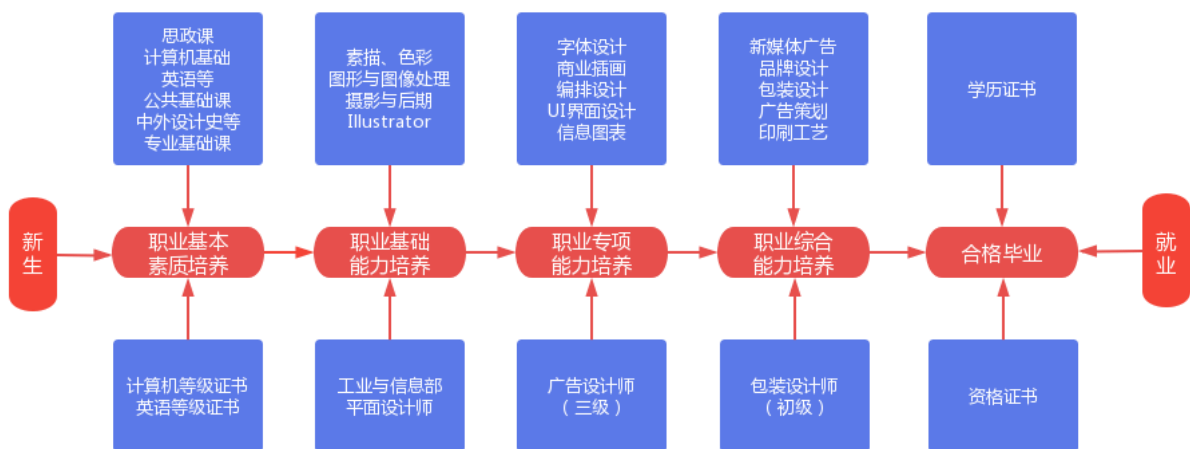 思政课
计算机基础
英语等
公共基础课
中外设计史等
专业基础课
素描、色彩
图形与图像处理
摄影与后期
Illustrator
字体设计
商业插画
编排设计
UI界面设计
信息图表
新媒体广告
品牌设计
包装设计
广告策划
印刷工艺
学历证书
新
生
职业基本
素质培养
职业基础
能力培养
职业专项
能力培养
职业综合
能力培养
合格毕业
就
业
计算机等级证书
英语等级证书
工业与信息部
平面设计师
广告设计师
（三级）
包装设计师
（初级）
资格证书